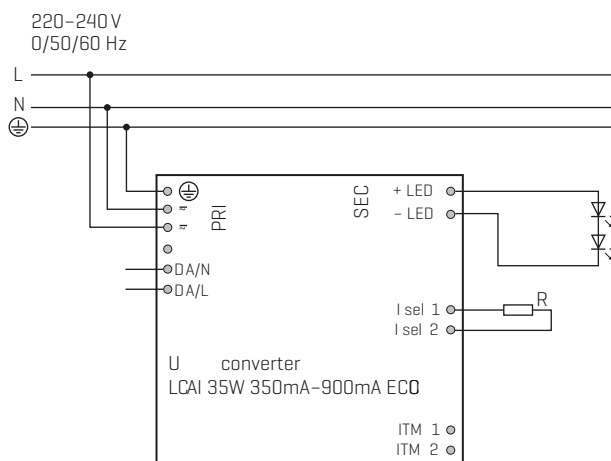 220–240 V
0/50/60 Hz
L
N
PRI
SEC
+ LED
– LED
DA/N
DA/L
I sel 1
I sel 2
R
U converter
LCAI 35W 350mA–900mA ECO
ITM 1
ITM 2